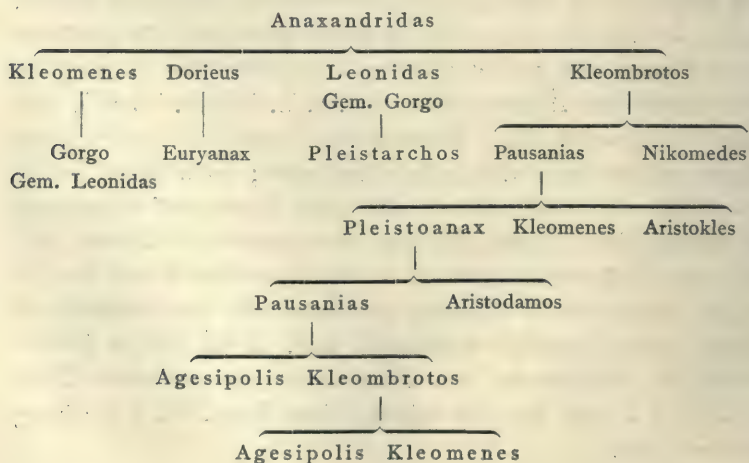 Anaxandridas
Kleomenes Dorieus Leonidas Kleombrotos
Gem. Gorgo
Gorgo Euryanax Pleistarchos Pausanias Nikomedes
Gem. Leonidas
Pleistoanax Kleomenes Aristokles
Pausanias Aristodamos
Agesipolis Kleombrotos
Agesipolis Kleomenes